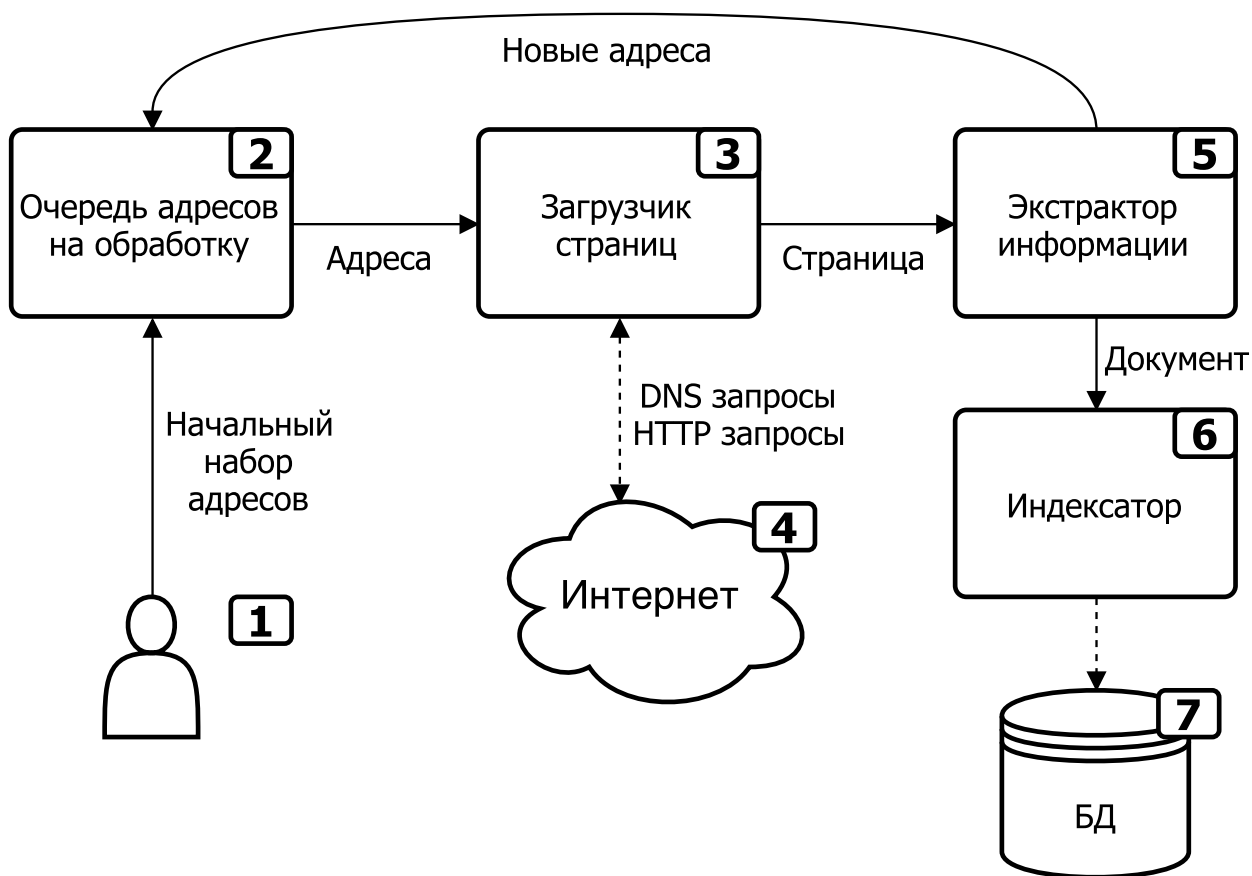 Новые адреса
2
Очередь адресов
на обработку
Адреса
3
Загрузчик
страниц
Страница
5
Экстрактор
информации
Начальный
набор
адресов
1
DNS запросы
HTTP запросы
4
Интернет
Документ
6
Индексатор
7
БД